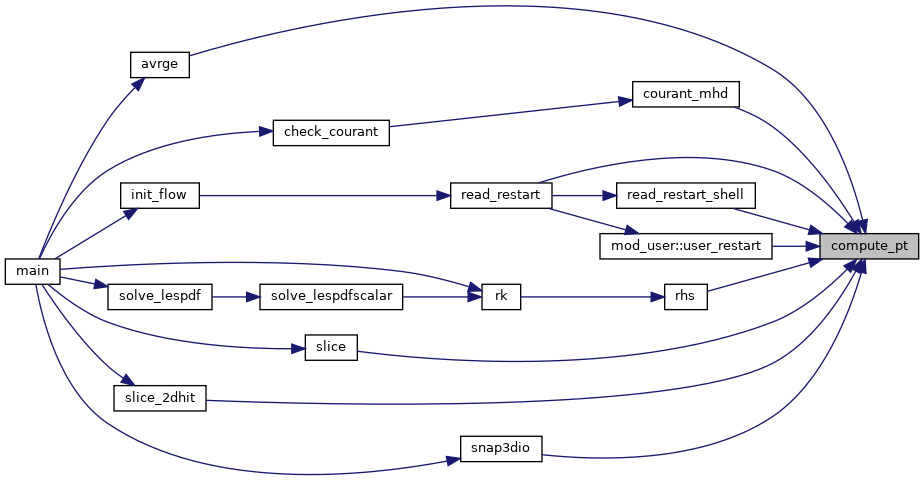 avrge
courant_mhd
check_courant
init_flow
read_restart
read_restart_shell
mod_user::user_restart
compute_pt
main
solve_lespdf
solve_lespdfscalar
rk
rhs
slice
slice_2dhit
snap3dio